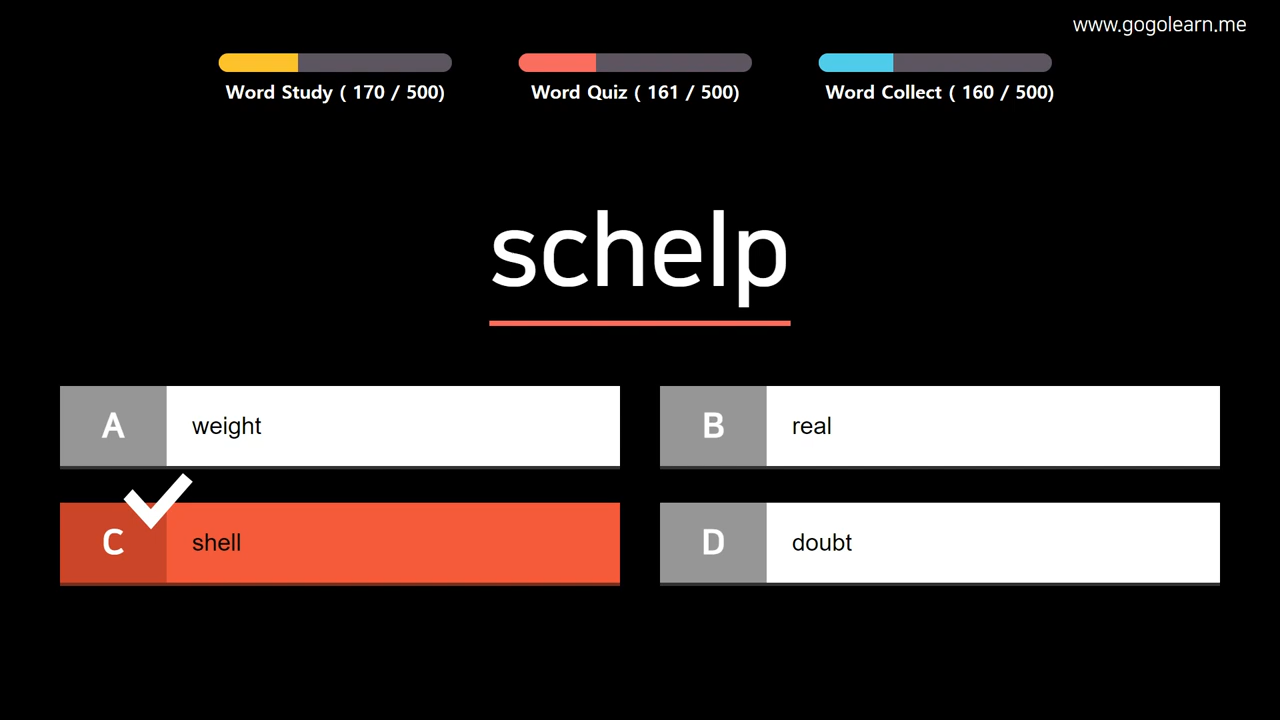 www.gogolearn.me
Word Study ( 170 / 500)
Word Quiz ( 161 / 500)
Word Collect ( 160 / 500)
schelp
A weight
B real
C shell
D doubt